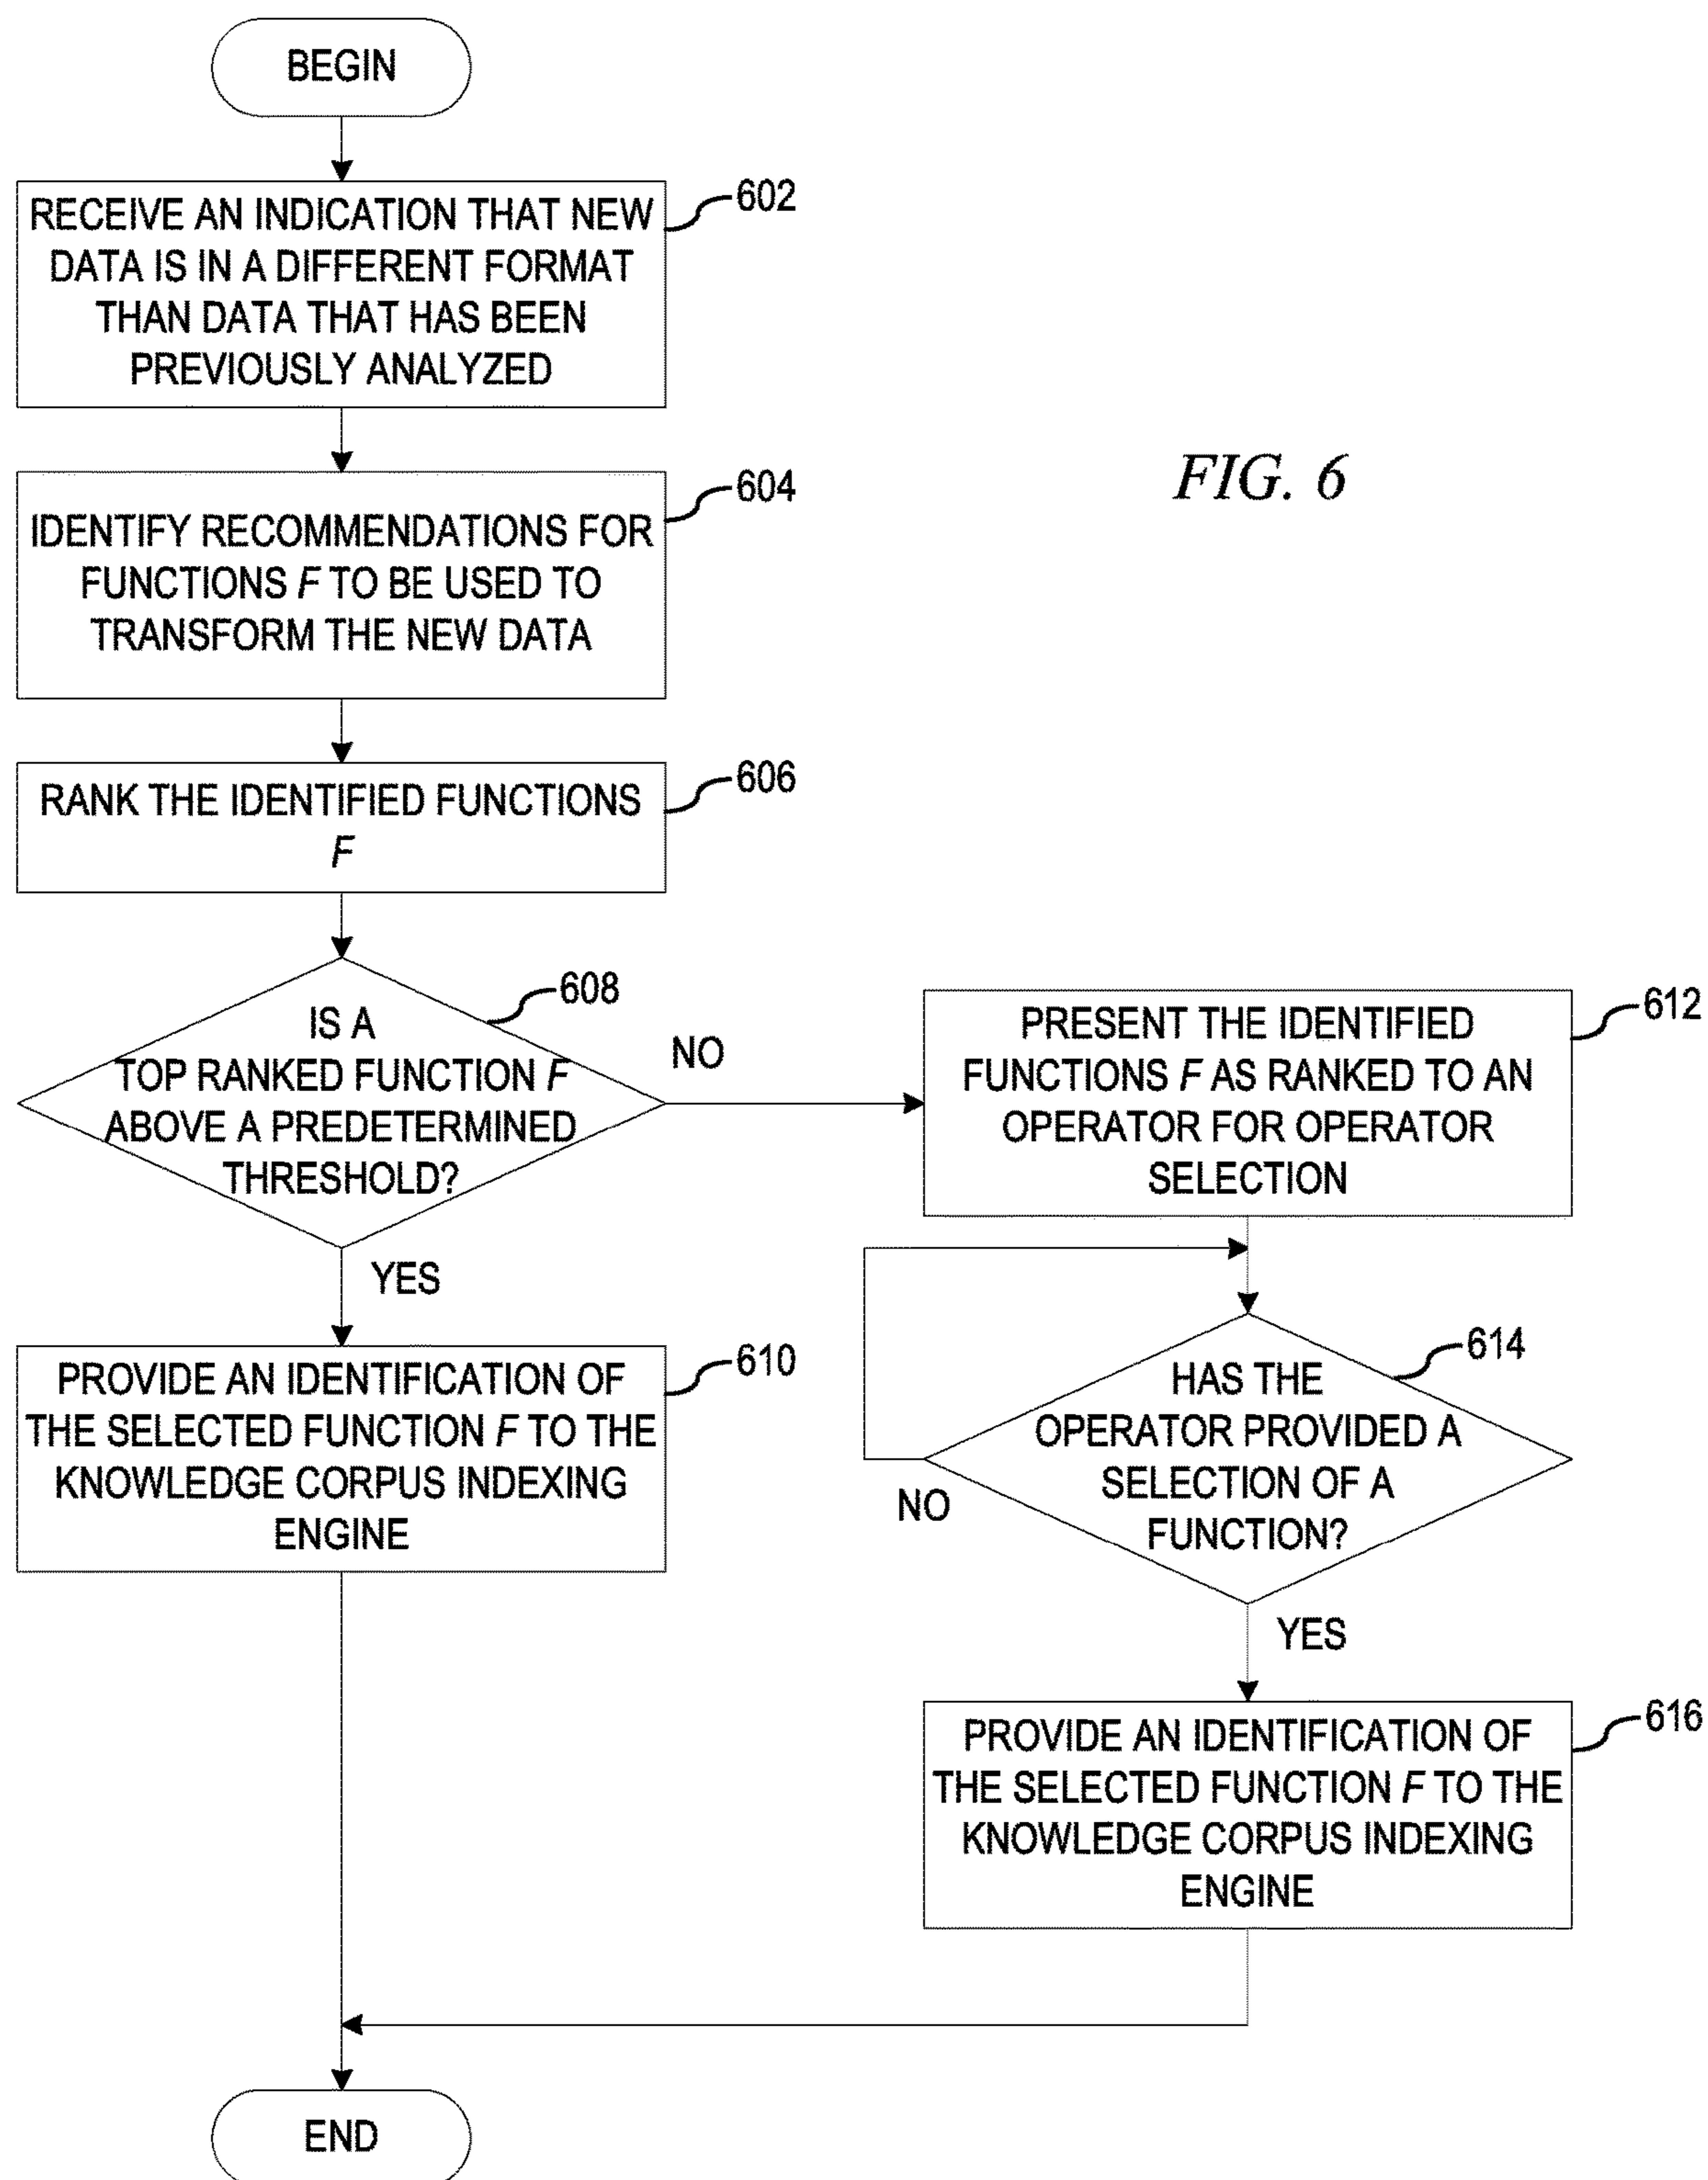 BEGIN
602
RECEIVE AN INDICATION THAT NEW
DATA IS IN A DIFFERENT FORMAT
THAN DATA THAT HAS BEEN
PREVIOUSLY ANALYZED
FIG. 6
604
IDENTIFY RECOMMENDATIONS FOR
FUNCTIONS F TO BE USED TO
TRANSFORM THE NEW DATA
606
RANK THE IDENTIFIED FUNCTIONS
F
608
IS A
TOP RANKED FUNCTION F
ABOVE A PREDETERMINED
THRESHOLD?
NO
YES
612
PRESENT THE IDENTIFIED
FUNCTIONS F AS RANKED TO AN
OPERATOR FOR OPERATOR
SELECTION
610
PROVIDE AN IDENTIFICATION OF
THE SELECTED FUNCTION F TO THE
KNOWLEDGE CORPUS INDEXING
ENGINE
614
HAS THE
OPERATOR PROVIDED A
SELECTION OF A
FUNCTION?
NO
YES
616
PROVIDE AN IDENTIFICATION OF
THE SELECTED FUNCTION F TO THE
KNOWLEDGE CORPUS INDEXING
ENGINE
END